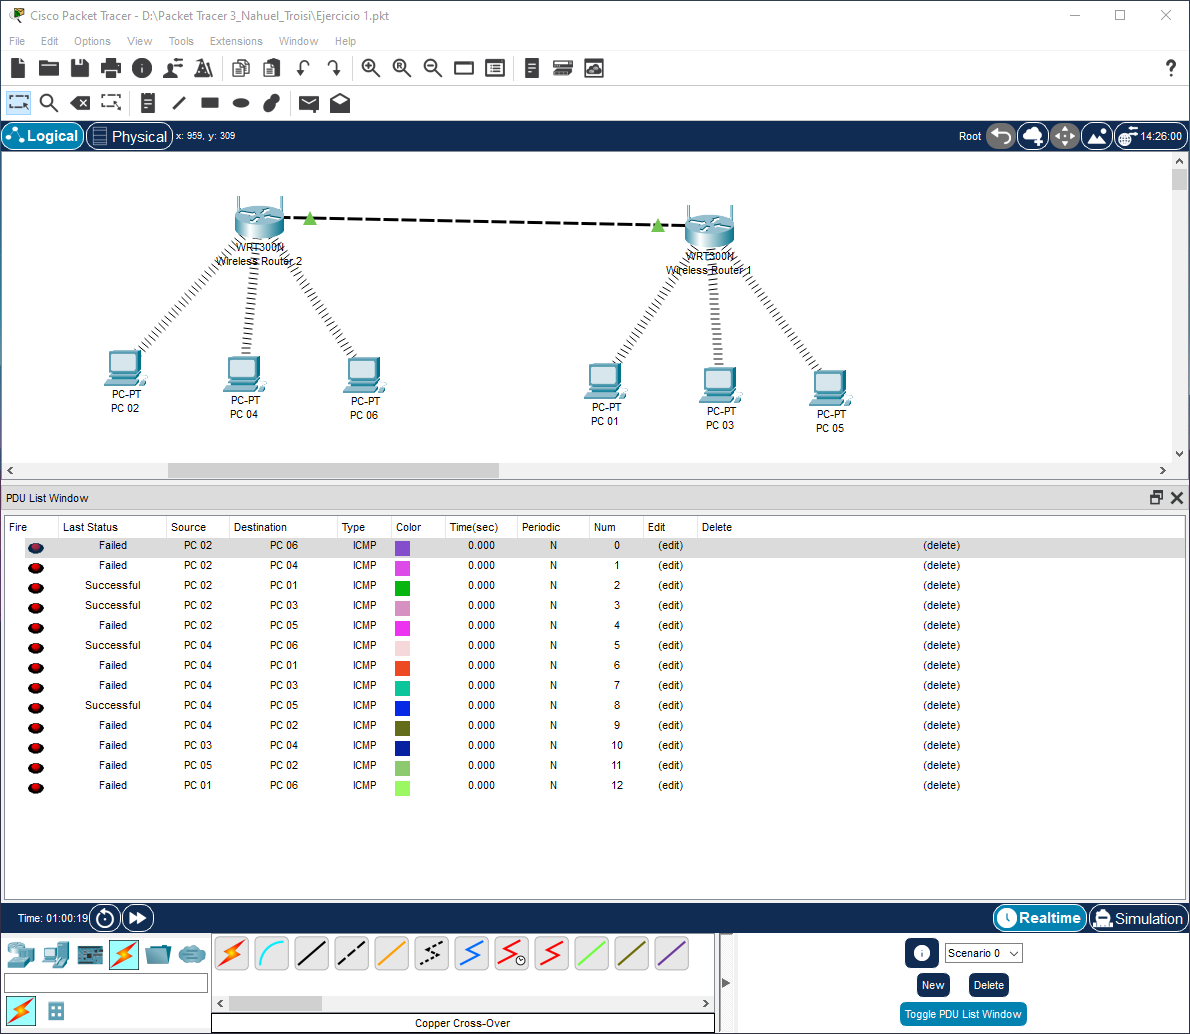 Cisco Packet Tracer - D:\Packet Tracer 3_Nahuel_Troisi\Ejercicio 1.pkt
File Edit Options View Tools Extensions Window Help
Logical Physical x: 959, y: 309 Root 14:26:00
WRT300N
Wireless Router 2
WRT300N
Wireless Router 1
PC-PT
PC 02
PC-PT
PC 04
PC-PT
PC 06
PC-PT
PC 01
PC-PT
PC 03
PC-PT
PC 05
PDU List Window
Fire Last Status Source Destination Type Color Time(sec) Periodic Num Edit Delete
Failed PC 02 PC 06 ICMP 0.000 N 0 (edit) (delete)
Failed PC 02 PC 04 ICMP 0.000 N 1 (edit) (delete)
Successful PC 02 PC 01 ICMP 0.000 N 2 (edit) (delete)
Successful PC 02 PC 03 ICMP 0.000 N 3 (edit) (delete)
Failed PC 02 PC 05 ICMP 0.000 N 4 (edit) (delete)
Successful PC 04 PC 06 ICMP 0.000 N 5 (edit) (delete)
Failed PC 04 PC 01 ICMP 0.000 N 6 (edit) (delete)
Failed PC 04 PC 03 ICMP 0.000 N 7 (edit) (delete)
Successful PC 04 PC 05 ICMP 0.000 N 8 (edit) (delete)
Failed PC 04 PC 02 ICMP 0.000 N 9 (edit) (delete)
Failed PC 03 PC 04 ICMP 0.000 N 10 (edit) (delete)
Failed PC 05 PC 02 ICMP 0.000 N 11 (edit) (delete)
Failed PC 01 PC 06 ICMP 0.000 N 12 (edit) (delete)
Time: 01:00:19 Realtime Simulation
Scenario 0
New Delete
Toggle PDU List Window
Copper Cross-Over